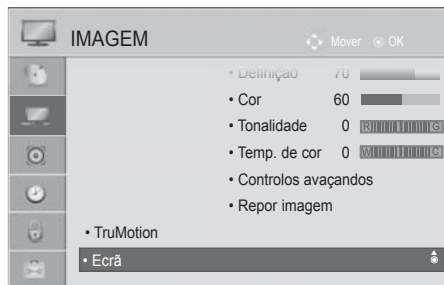 IMAGEM
Mover OK
• Definição 70
• Cor 60
• Tonalidade 0 R G
• Temp. de cor 0 W C
• Controlos avaçandos
• Repor imagem
• TruMotion
• Ecrã